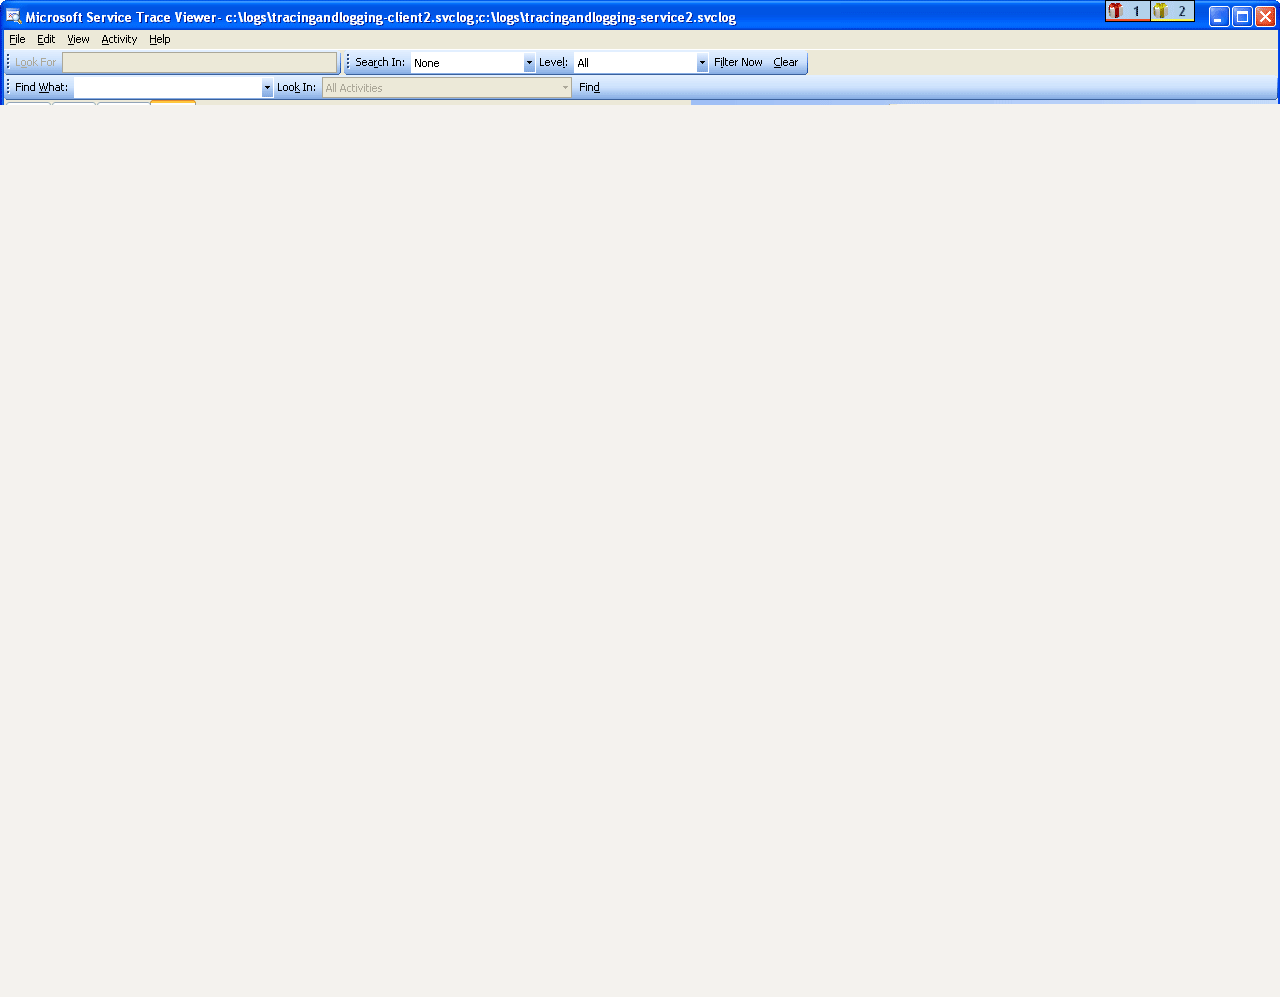 Microsoft Service Trace Viewer- c:\logs\tracingandlogging-client2.svclog;c:\logs\tracingandlogging-service2.svclog 1 2
File Edit View Activity Help
Look For Search In: None Level: All Filter Now Clear
Find What: Look In: All Activities Find